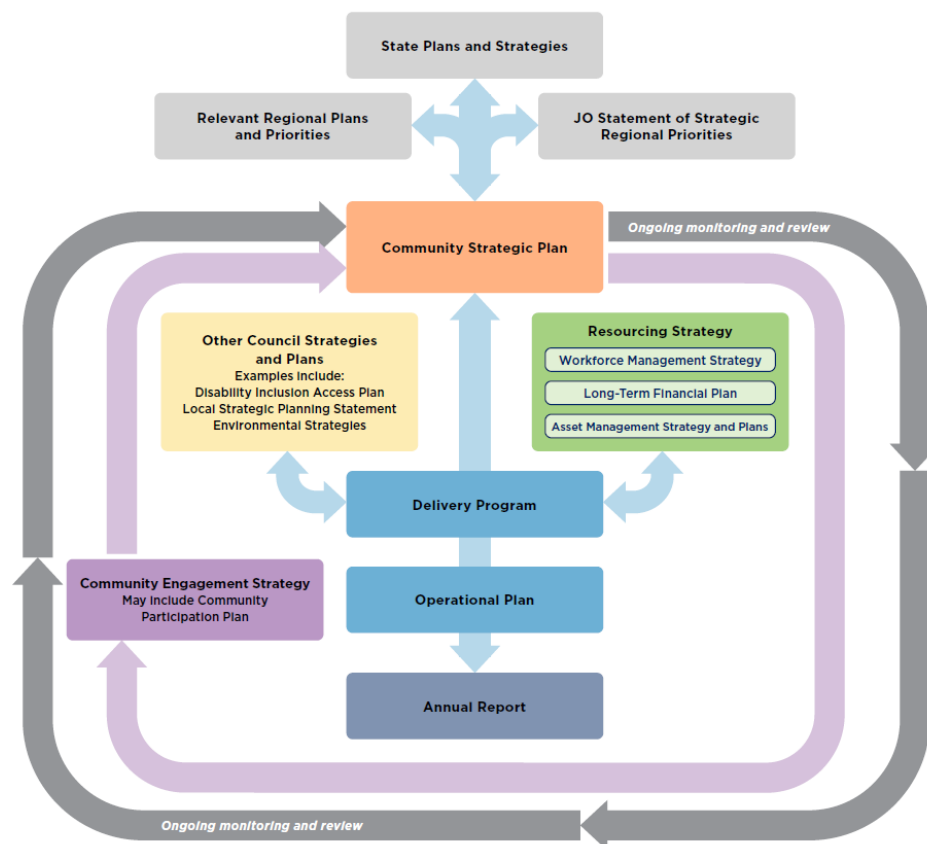 State Plans and Strategies
Relevant Regional Plans
and Priorities
JO Statement of Strategic
Regional Priorities
Community Strategic Plan
Ongoing monitoring and review
Other Council Strategies
and Plans
Examples include:
Disability Inclusion Access Plan
Local Strategic Planning Statement
Environmental Strategies
Resourcing Strategy
Workforce Management Strategy
Long-Term Financial Plan
Asset Management Strategy and Plans
Delivery Program
Community Engagement Strategy
May Include Community
Participation Plan
Operational Plan
Annual Report
Ongoing monitoring and review